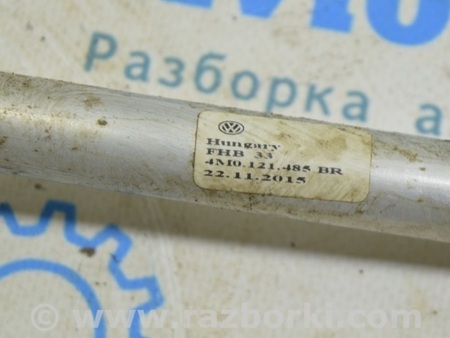 Разборка а
Hungary
FHB 33
4M0.121.485 BR
22.11.2015
© www.razborki.com